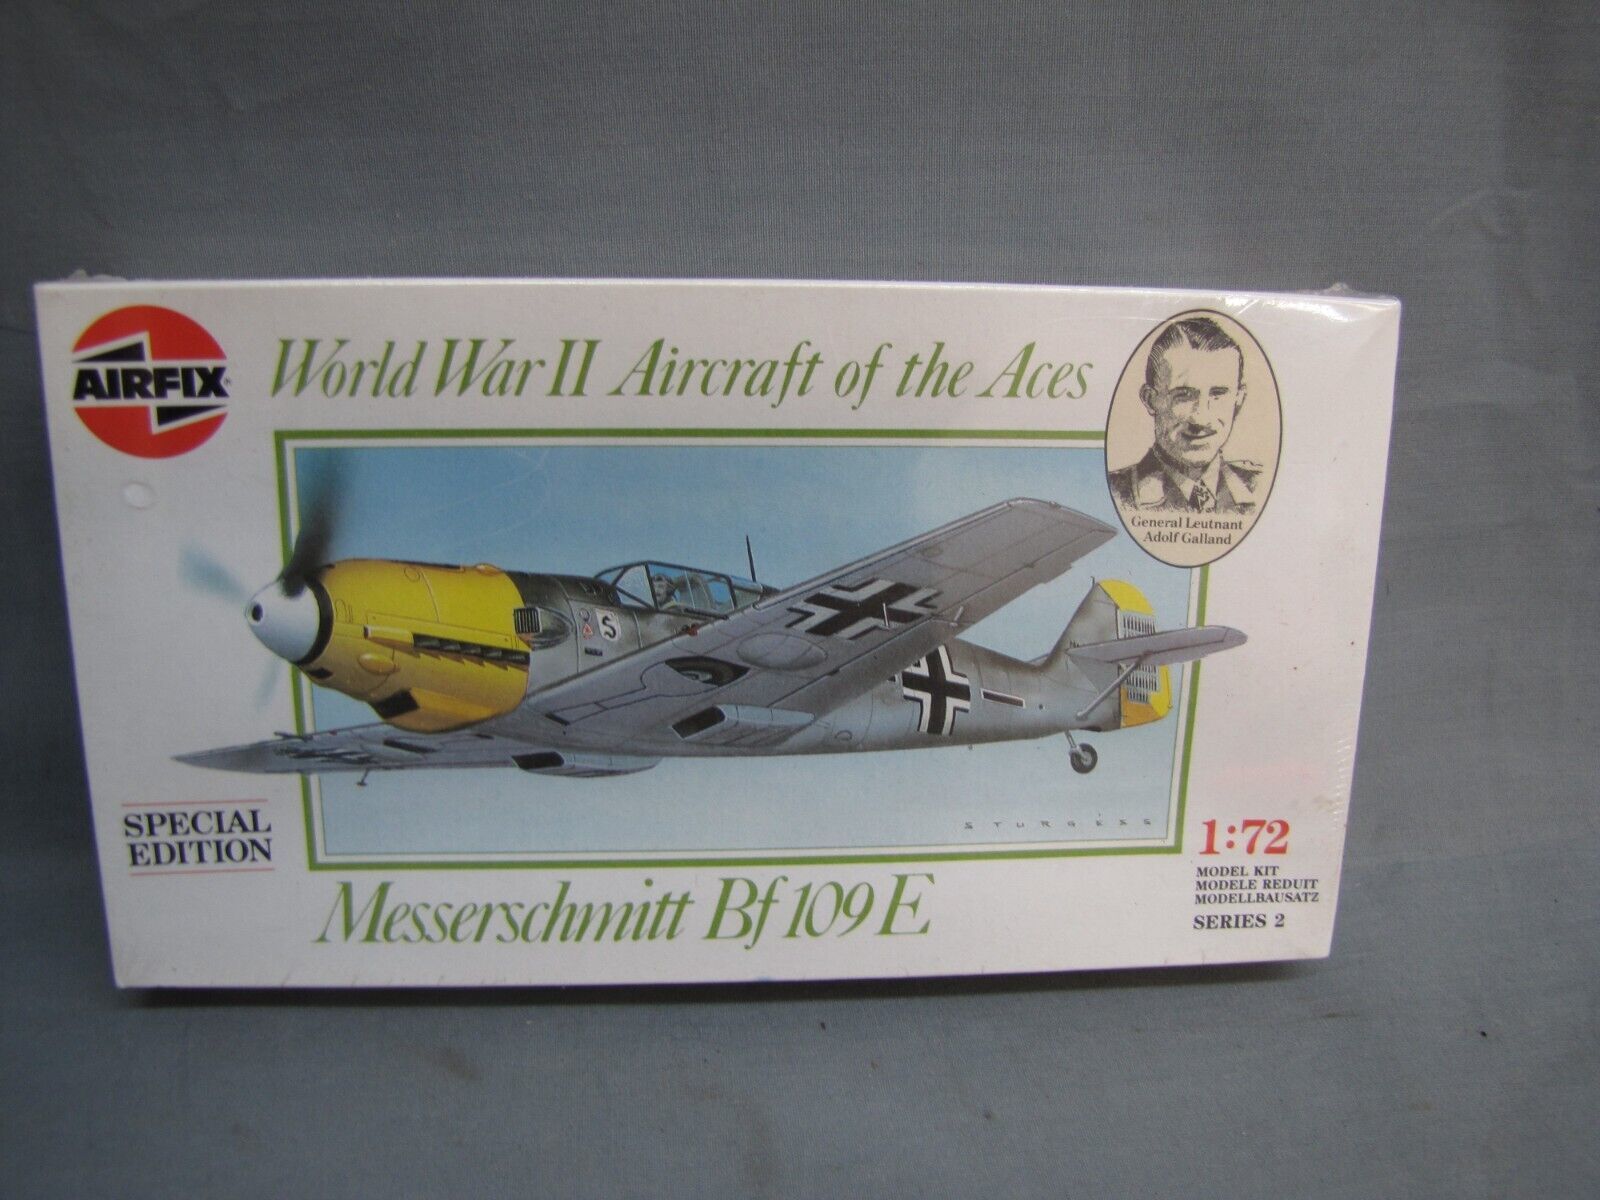 AIRFIX®
World War II Aircraft of the Aces
General Leutnant
Adolf Galland
S
STURGESS
SPECIAL
EDITION
1:72
MODEL KIT
MODELE REDUIT
MODELLBAUSATZ
SERIES 2
Messerschmitt Bf 109 E